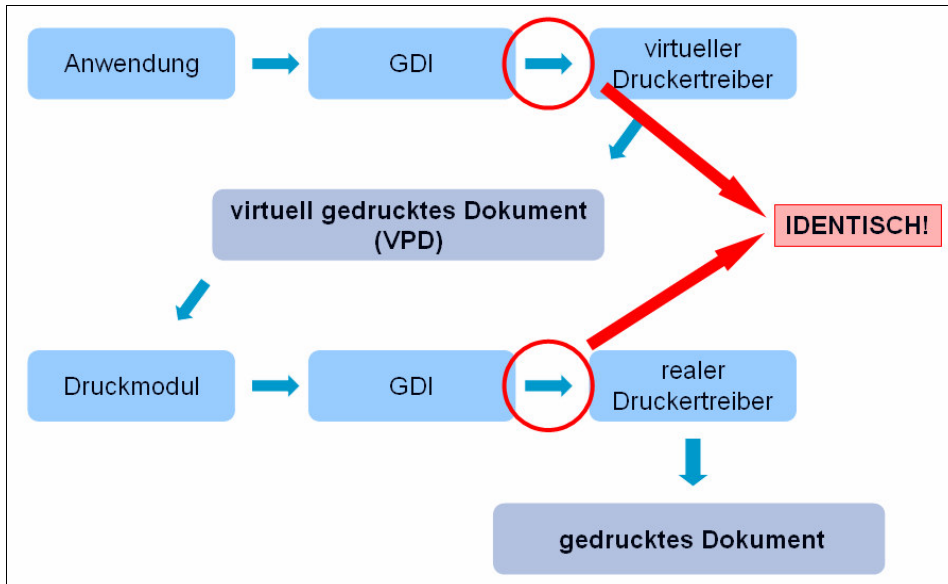 Anwendung
GDI
virtueller
Druckertreiber
virtuell gedrucktes Dokument
(VPD)
IDENTISCH!
Druckmodul
GDI
realer
Druckertreiber
gedrucktes Dokument